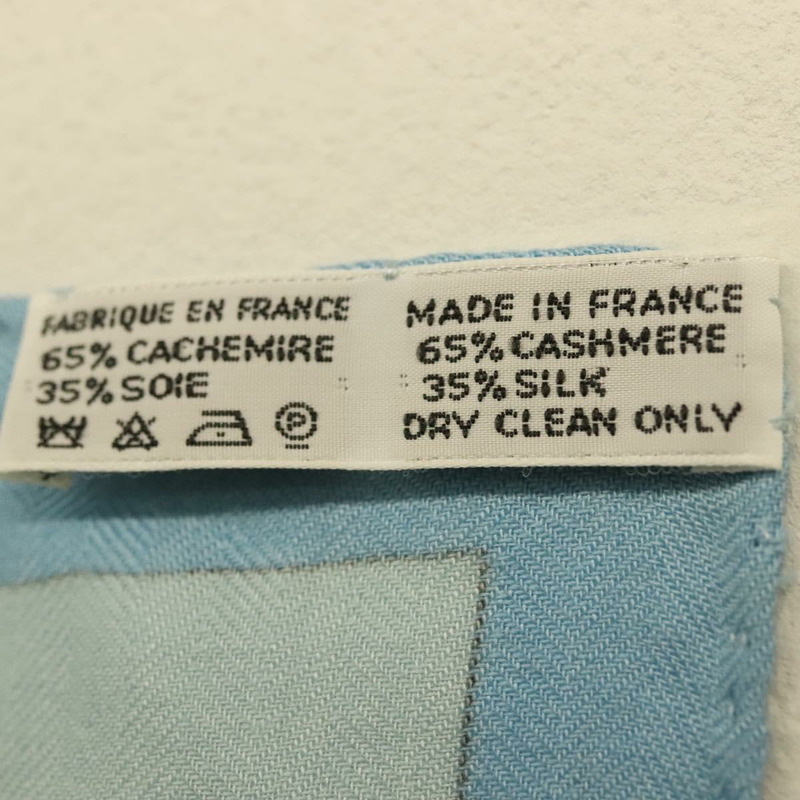 FABRIQUE EN FRANCE
65% CACHEMIRE
35% SOIE
P
MADE IN FRANCE
65% CASHMERE
35% SILK
DRY CLEAN ONLY